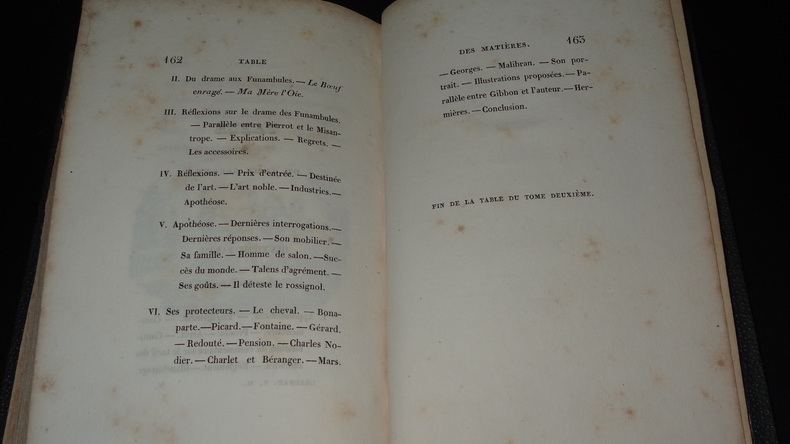 162 TABLE
II. Du drame aux Funambules. — Le Bœuf
enragé. — Ma Mère l'Oie.
III. Réflexions sur le drame des Funambules.
— Parallèle entre Pierrot et le Misan-
trope. — Explications. — Regrets. —
Les accessoires.
IV. Réflexions. — Prix d'entrée. — Destinée
de l'art. — L'art noble. — Industries. —
Apothéose.
V. Apothéose. — Dernières interrogations. —
Dernières réponses. — Son mobilier. —
Sa famille. — Homme de salon. — Suc-
cès du monde. — Talens d'agrément. —
Ses goûts. — Il déteste le rossignol.
VI. Ses protecteurs. — Le cheval. — Bona-
parte. — Picard. — Fontaine. — Gérard.
— Redouté. — Pension. — Charles No-
dier. — Charlet et Béranger. — Mars.
DES MATIÈRES. 163
— Georges. — Malibran. — Son por-
trait. — Illustrations proposées. — Pa-
rallèle entre Gibbon et l'auteur. — Her-
mières. — Conclusion.
FIN DE LA TABLE DU TOME DEUXIÈME.